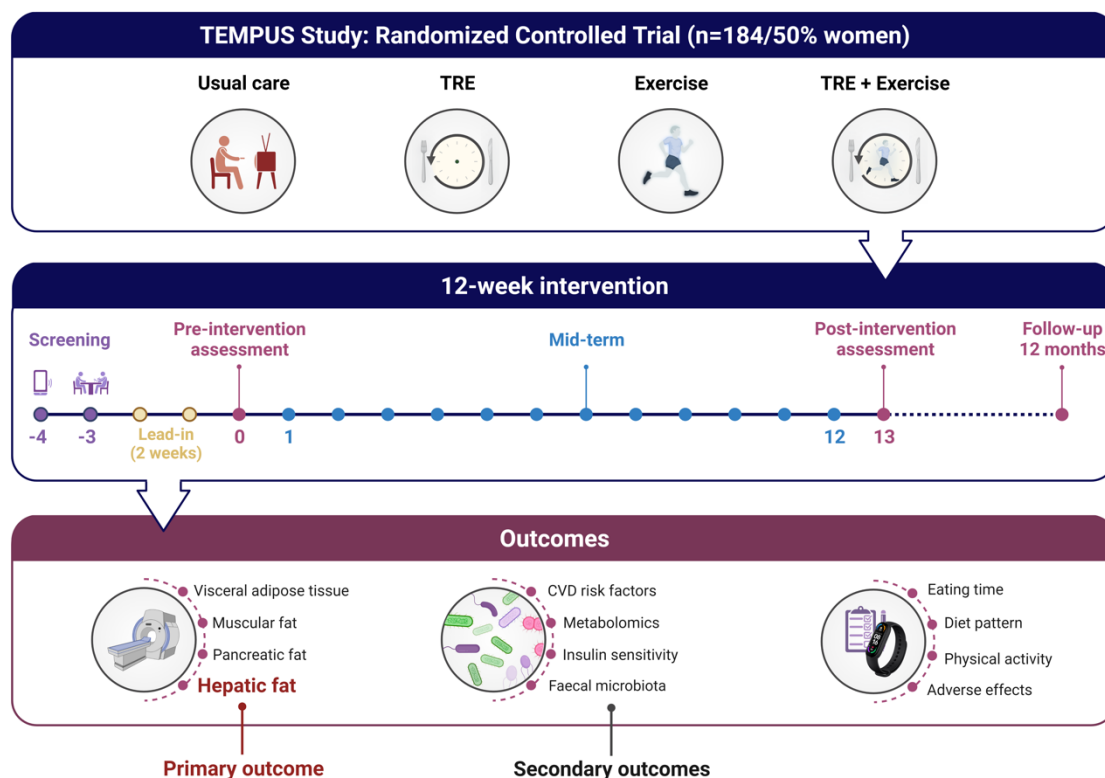 TEMPUS Study: Randomized Controlled Trial (n=184/50% women)
Usual care
TRE
Exercise
TRE + Exercise
12-week intervention
Screening
Pre-intervention
assessment
Mid-term
Post-intervention
assessment
Follow-up
12 months
-4
-3
Lead-in
(2 weeks)
0
1
12
13
Outcomes
Visceral adipose tissue
Muscular fat
Pancreatic fat
Hepatic fat
CVD risk factors
Metabolomics
Insulin sensitivity
Faecal microbiota
Eating time
Diet pattern
Physical activity
Adverse effects
Primary outcome
Secondary outcomes